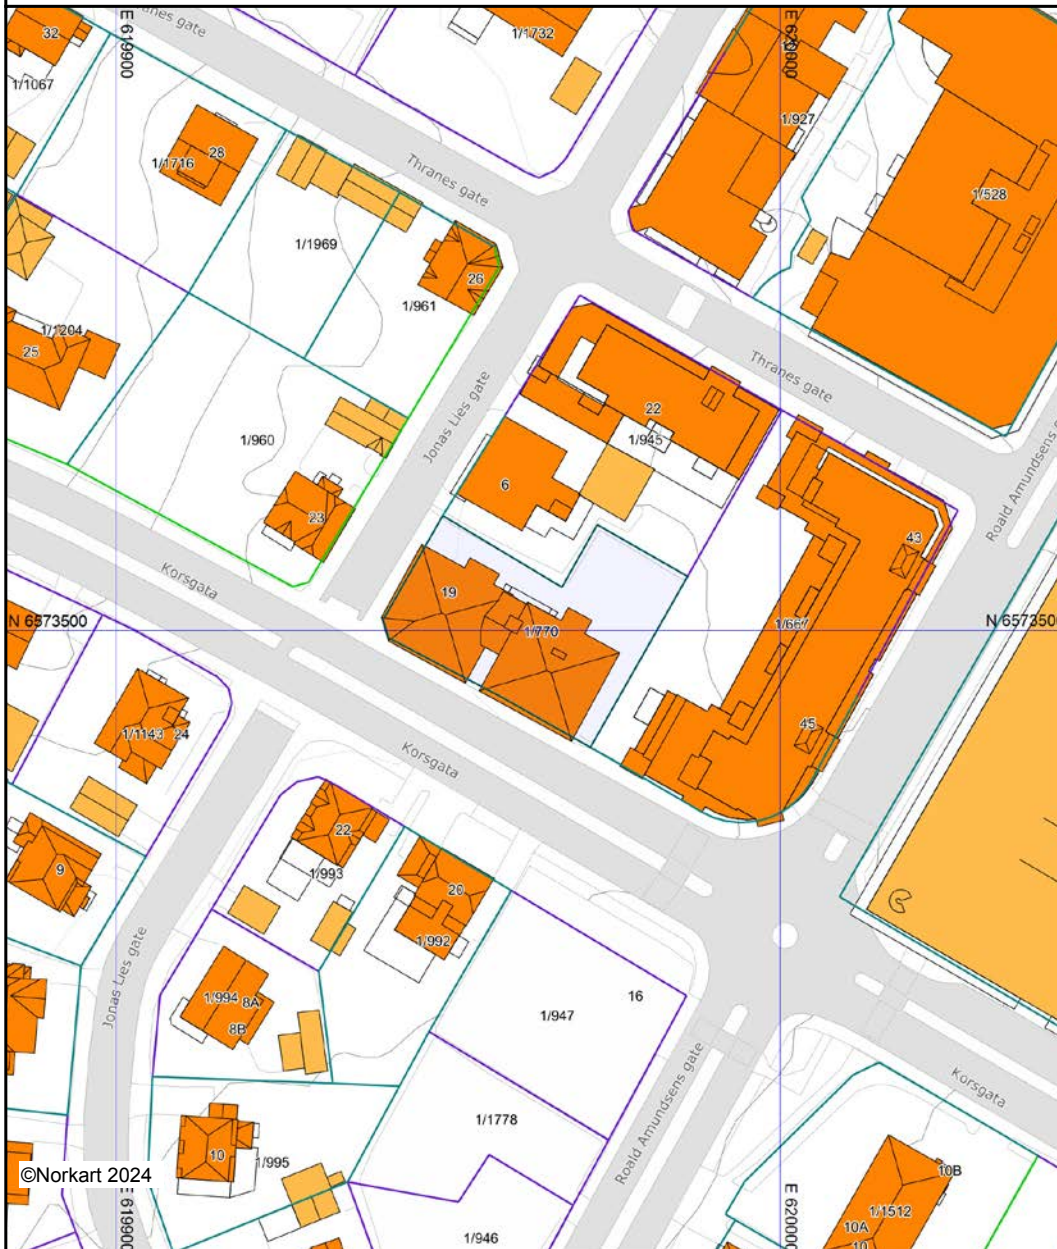 anes gate
E 619900
32
1/1732
E 620000
1/1067
1/927
28
1/1716
Thranes gate
1/528
1/1969
26
1/961
1/1204
25
Thranes gate
Jonas Lies gate
22
1/945
1/960
Roald Amundsens g
6
23
43
Korsgata
19
N 6573500
1/770
1/667
N 6573500
1/1143
24
45
Korsgata
22
9
1/993
20
1/992
Jonas Lies gate
1/994
8A
8B
16
1/947
Korsgata
Roald Amundsens gate
1/1778
10
1/995
©Norkart 2024
E 619900
E 620000
10B
1/1512
10A
10
1/946